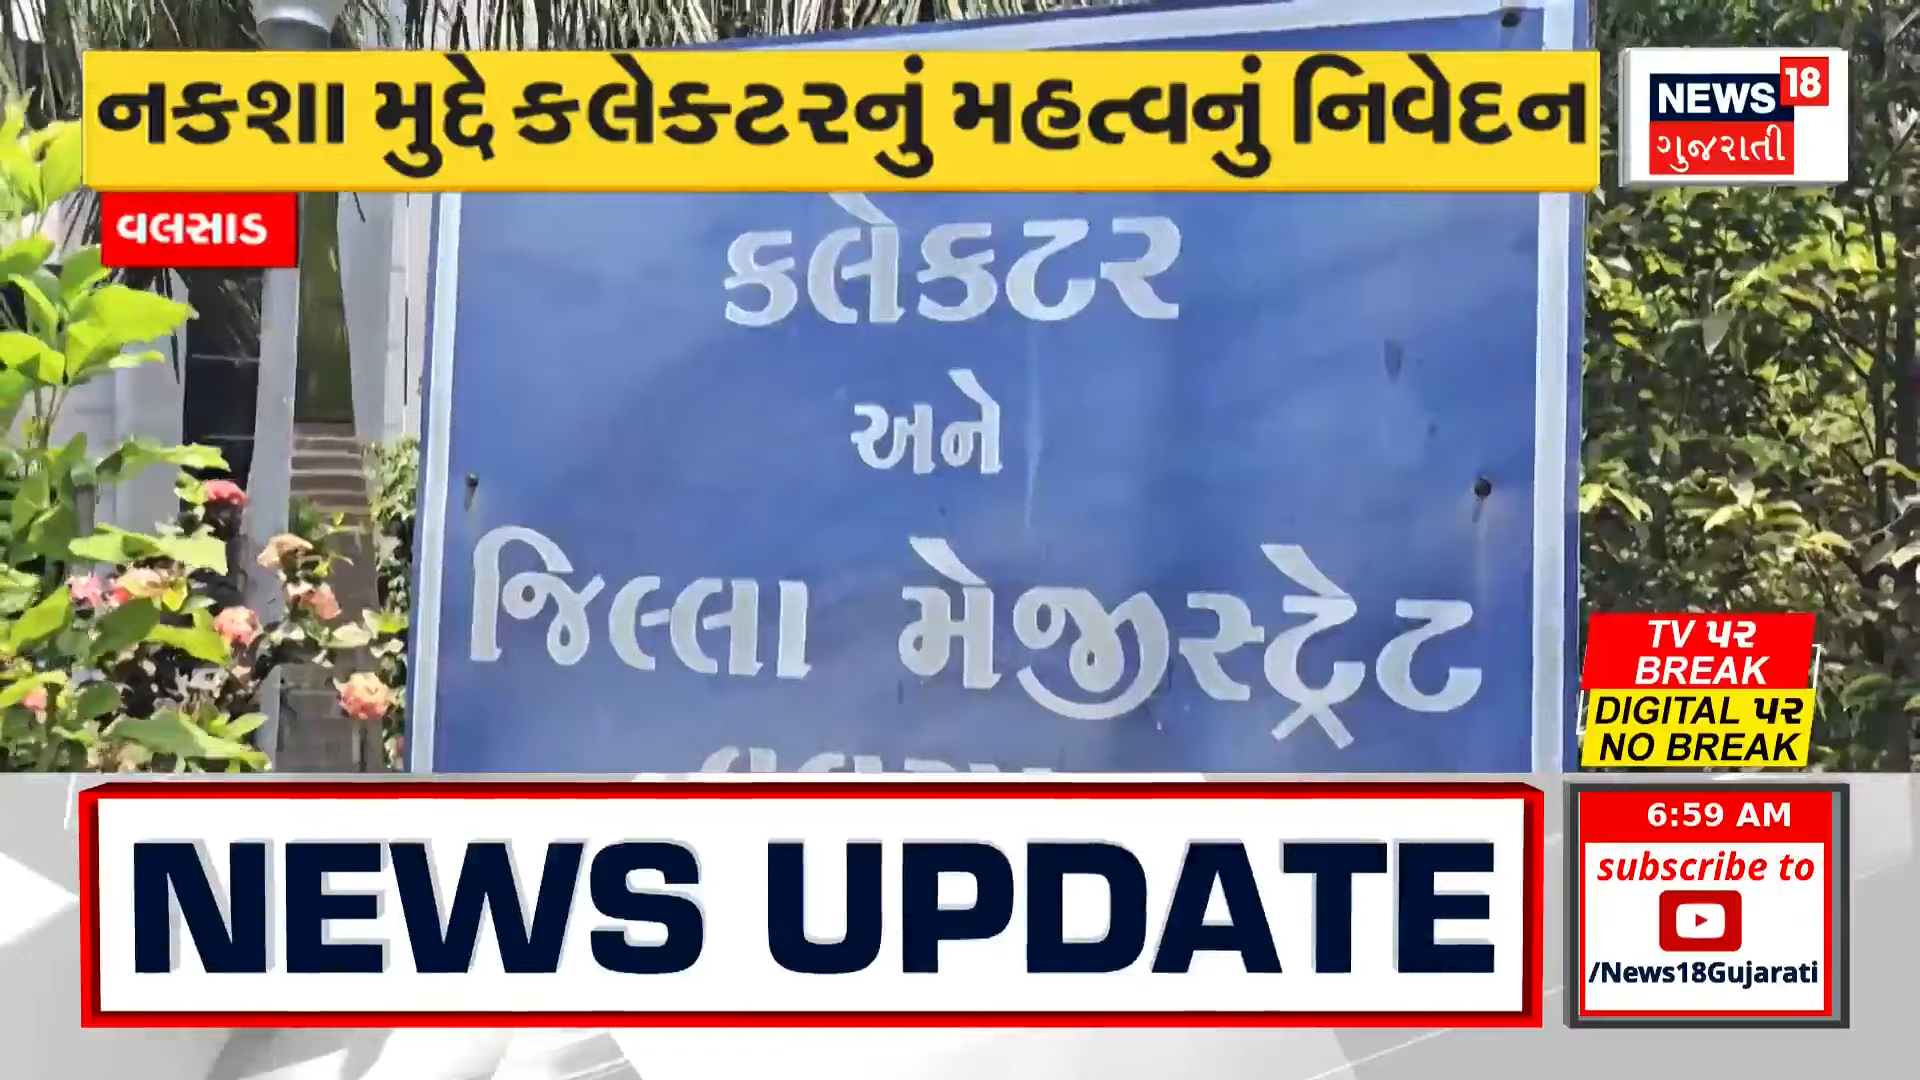 નકશા મુદ્દે કલેક્ટરનું મહત્વનું નિવેદન
NEWS 18
ગુજરાતી
વલસાડ
કલેકટર
અને
જિલ્લા મેજીસ્ટ્રેટ
TV પર
BREAK
DIGITAL પર
NO BREAK
NEWS UPDATE
6:59 AM
subscribe to
/News18Gujarati